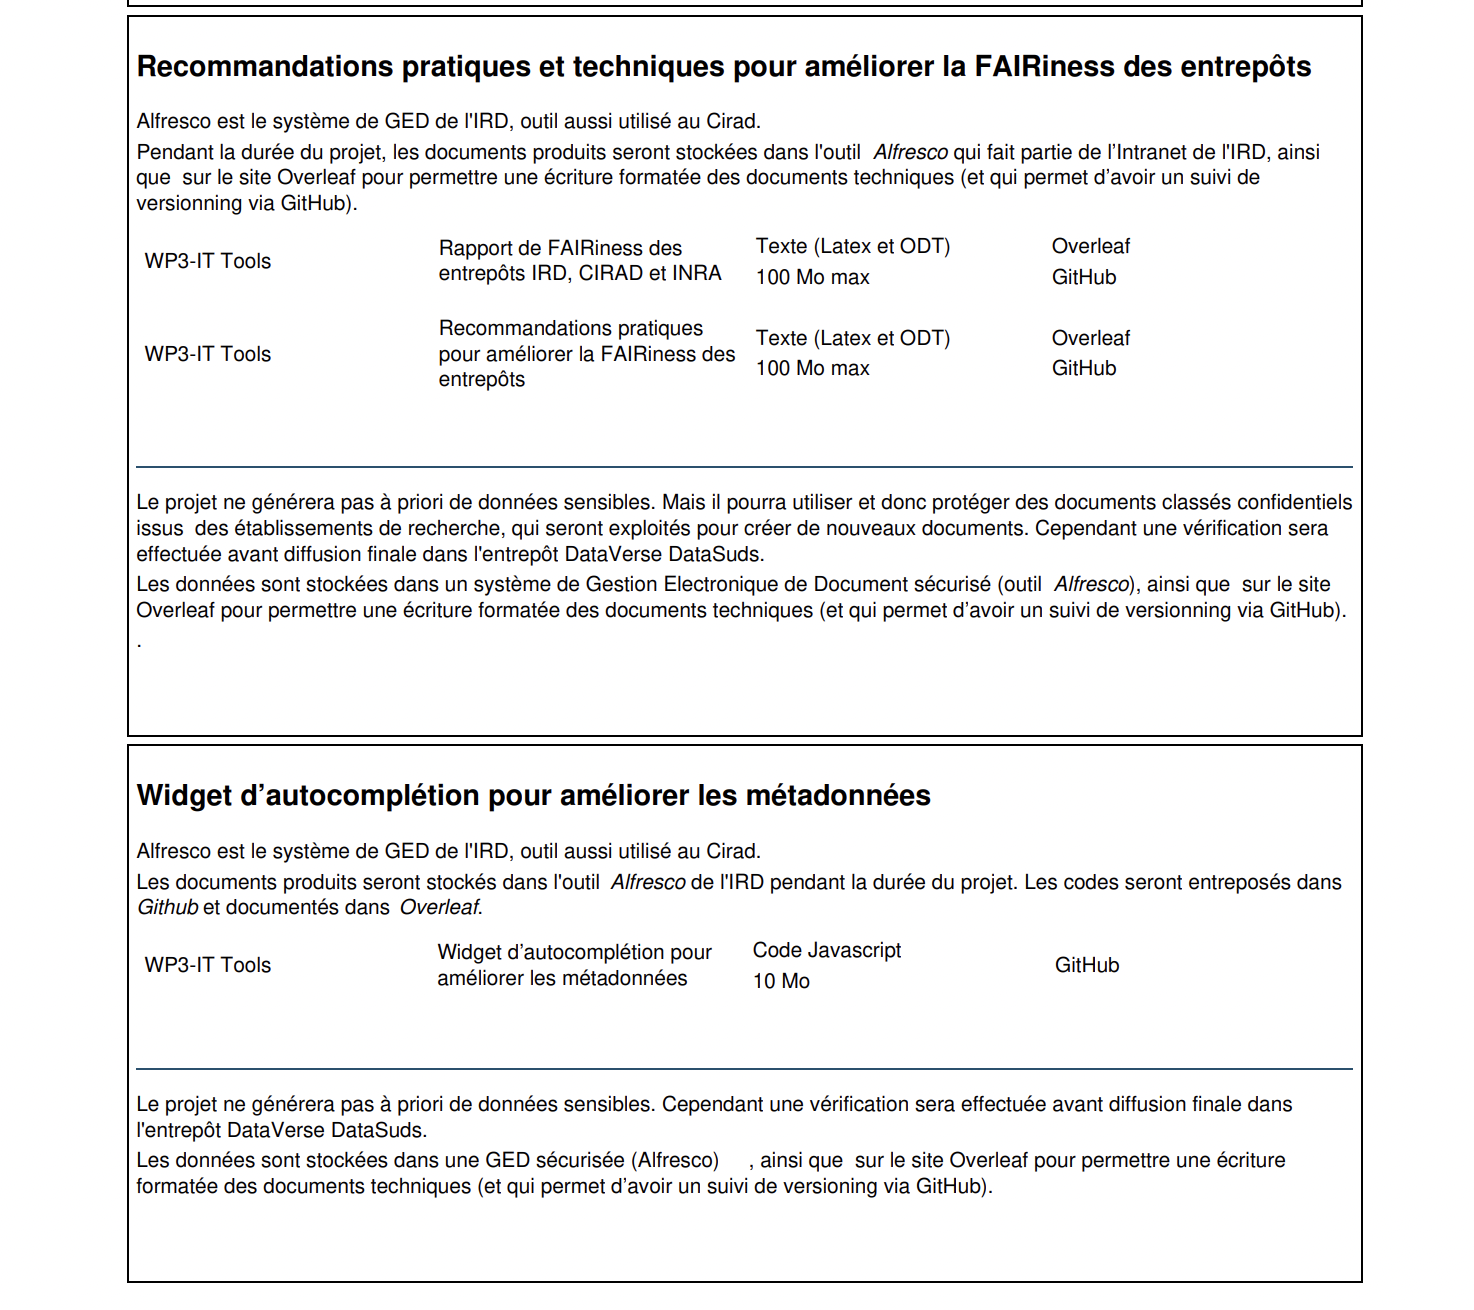 Recommandations pratiques et techniques pour améliorer la FAIRiness des entrepôts
Alfresco est le système de GED de l'IRD, outil aussi utilisé au Cirad.
Pendant la durée du projet, les documents produits seront stockées dans l'outil Alfresco qui fait partie de l’Intranet de l'IRD, ainsi
que sur le site Overleaf pour permettre une écriture formatée des documents techniques (et qui permet d’avoir un suivi de
versionning via GitHub).
WP3-IT Tools
Rapport de FAIRiness des
entrepôts IRD, CIRAD et INRA
Texte (Latex et ODT)
100 Mo max
Overleaf
GitHub
WP3-IT Tools
Recommandations pratiques
pour améliorer la FAIRiness des
entrepôts
Texte (Latex et ODT)
100 Mo max
Overleaf
GitHub
Le projet ne générera pas à priori de données sensibles. Mais il pourra utiliser et donc protéger des documents classés confidentiels
issus des établissements de recherche, qui seront exploités pour créer de nouveaux documents. Cependant une vérification sera
effectuée avant diffusion finale dans l'entrepôt DataVerse DataSuds.
Les données sont stockées dans un système de Gestion Electronique de Document sécurisé (outil Alfresco), ainsi que sur le site
Overleaf pour permettre une écriture formatée des documents techniques (et qui permet d’avoir un suivi de versionning via GitHub).
.
Widget d’autocomplétion pour améliorer les métadonnées
Alfresco est le système de GED de l'IRD, outil aussi utilisé au Cirad.
Les documents produits seront stockés dans l'outil Alfresco de l'IRD pendant la durée du projet. Les codes seront entreposés dans
Github et documentés dans Overleaf.
WP3-IT Tools
Widget d’autocomplétion pour
améliorer les métadonnées
Code Javascript
10 Mo
GitHub
Le projet ne générera pas à priori de données sensibles. Cependant une vérification sera effectuée avant diffusion finale dans
l'entrepôt DataVerse DataSuds.
Les données sont stockées dans une GED sécurisée (Alfresco) , ainsi que sur le site Overleaf pour permettre une écriture
formatée des documents techniques (et qui permet d’avoir un suivi de versioning via GitHub).